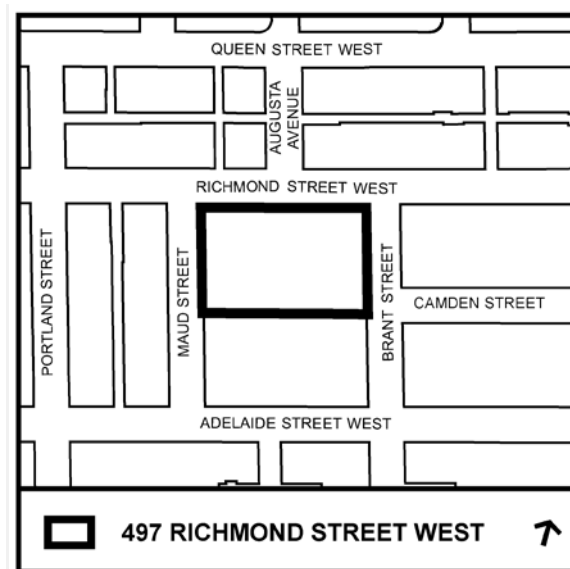 QUEEN STREET WEST
AUGUSTA
AVENUE
RICHMOND STREET WEST
PORTLAND STREET
MAUD STREET
BRANT STREET
CAMDEN STREET
ADELAIDE STREET WEST
497 RICHMOND STREET WEST